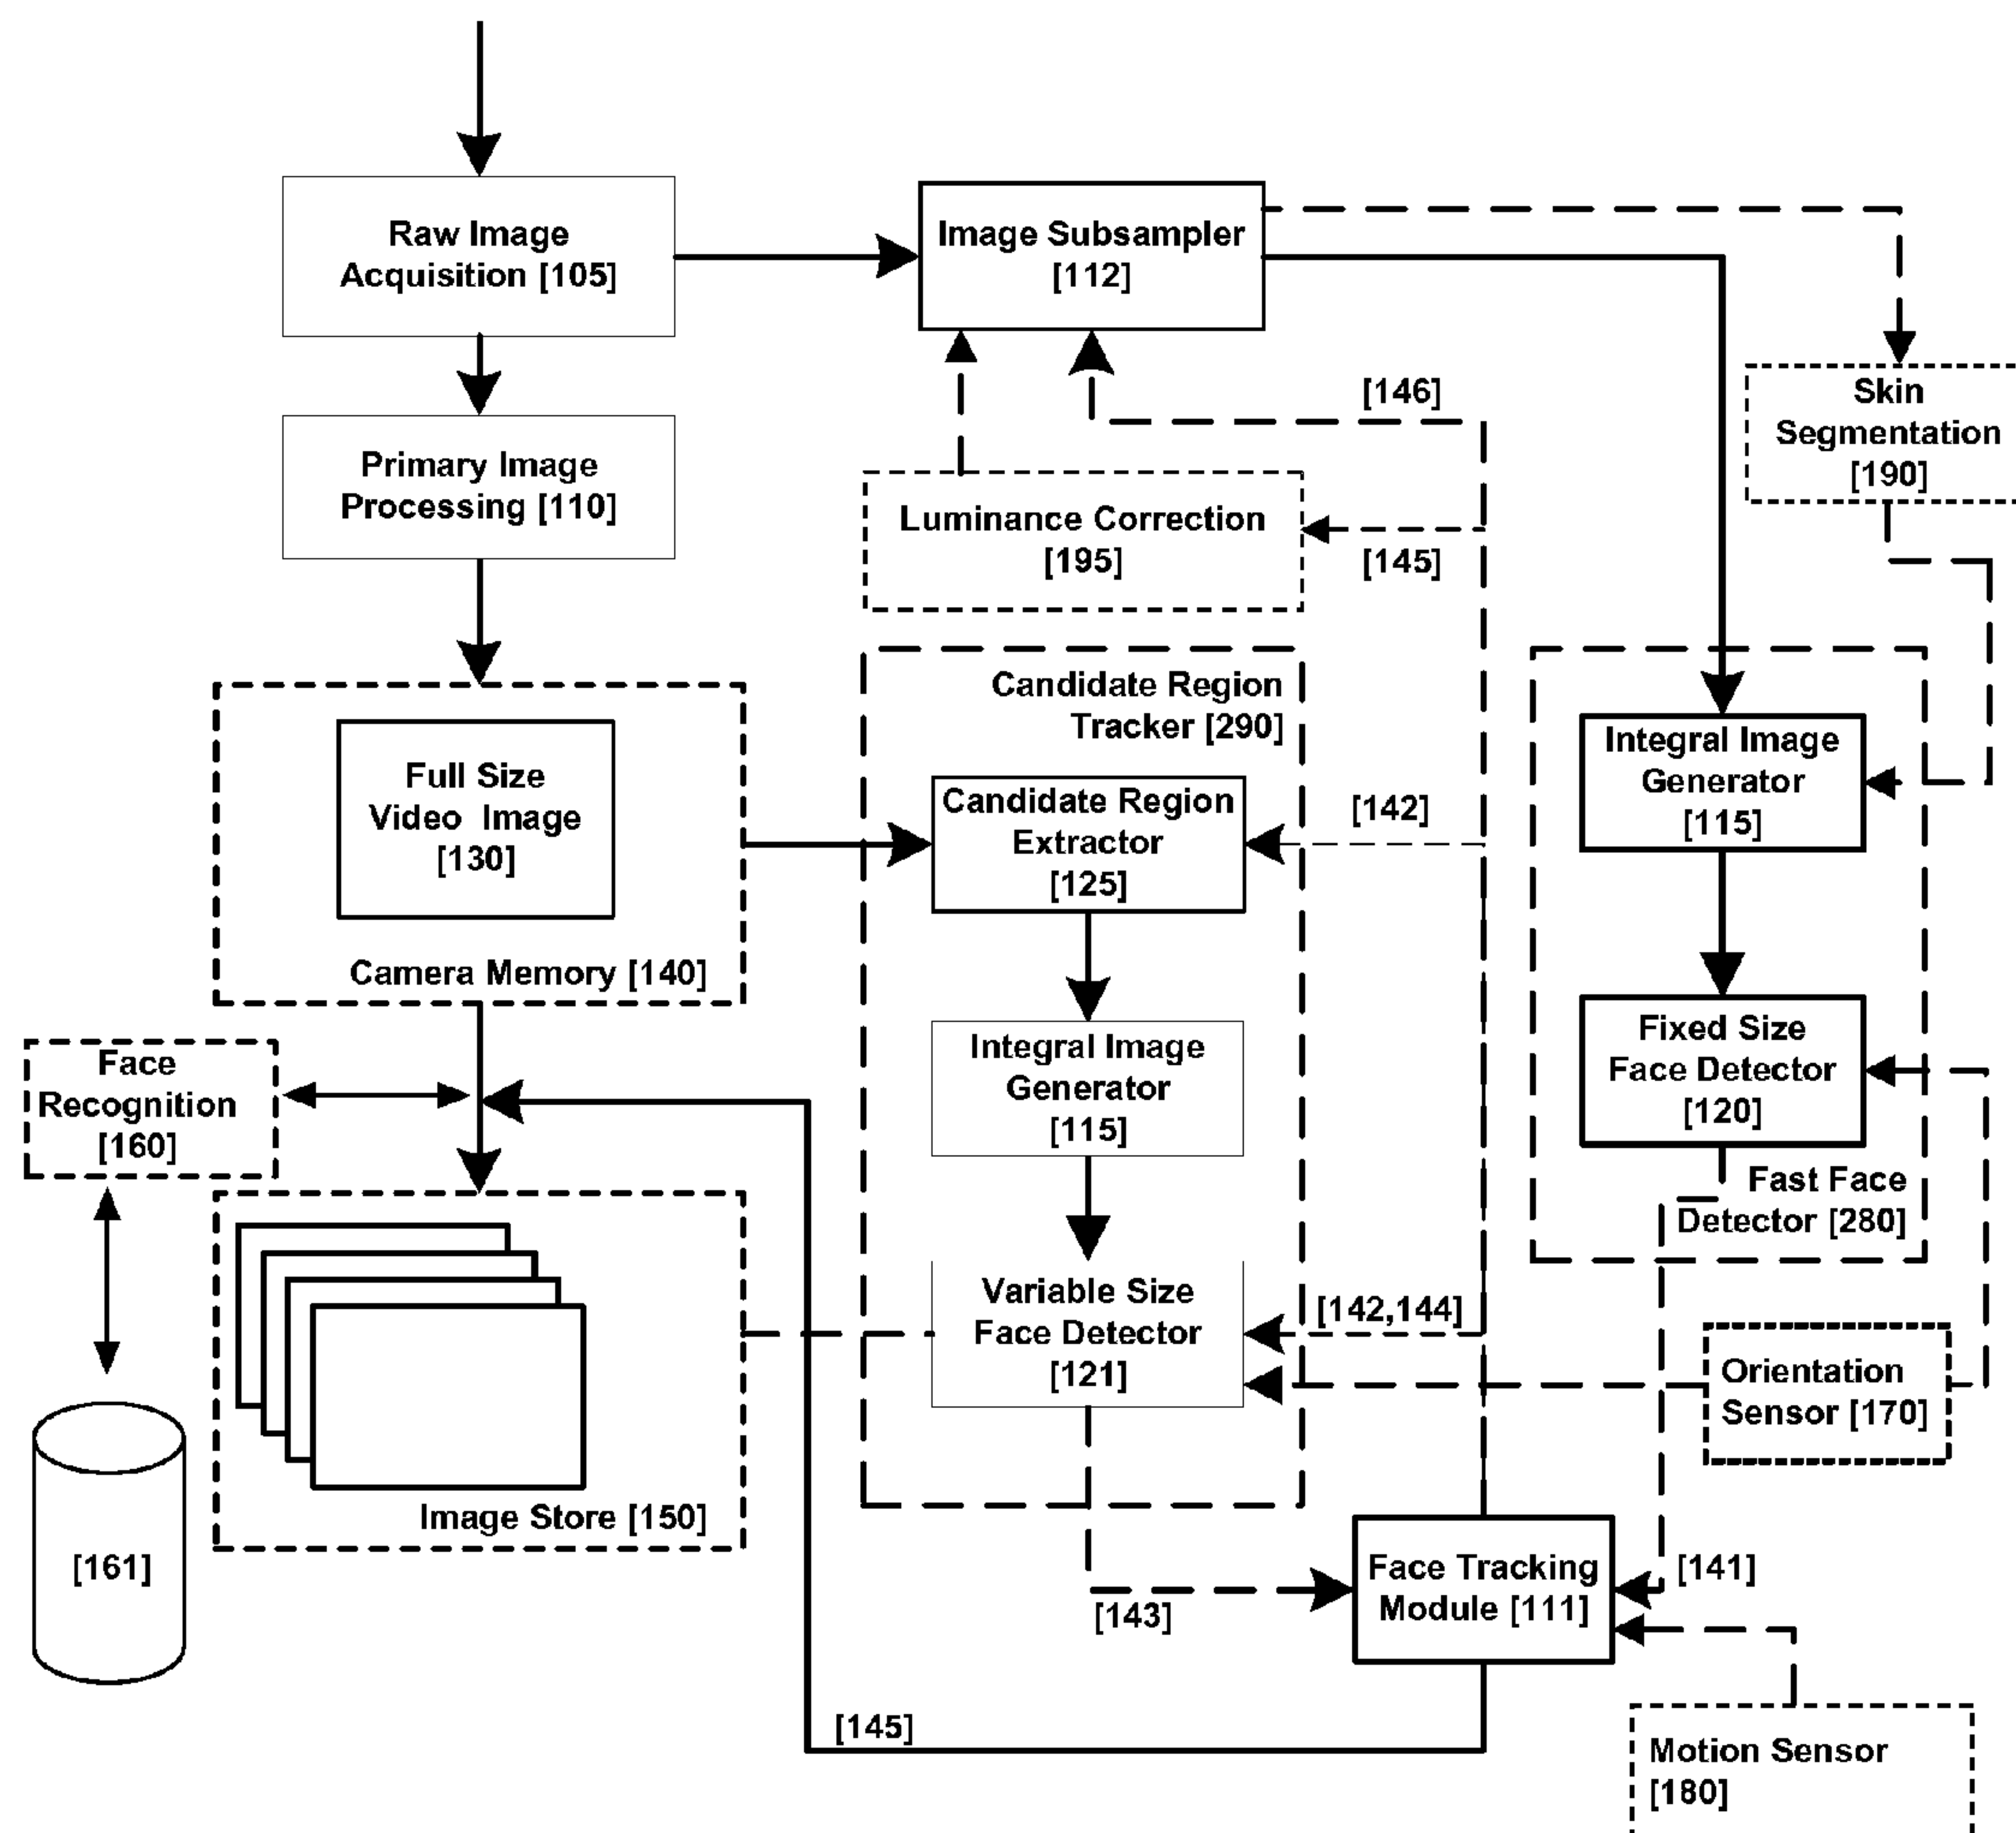 Raw Image
Acquisition [105]
Image Subsampler
[112]
Skin
Segmentation
[190]
[146]
Primary Image
Processing [110]
Luminance Correction
[195]
[145]
Candidate Region
Tracker [290]
Integral Image
Generator
[115]
Full Size
Video Image
[130]
Candidate Region
Extractor
[125]
[142]
Camera Memory [140]
Fixed Size
Face Detector
[120]
Face
Recognition
[160]
Integral Image
Generator
[115]
Fast Face
Detector [280]
Variable Size
Face Detector
[121]
[142,144]
Orientation
Sensor [170]
Image Store [150]
[161]
Face Tracking
Module [111]
[141]
[143]
[145]
Motion Sensor
[180]